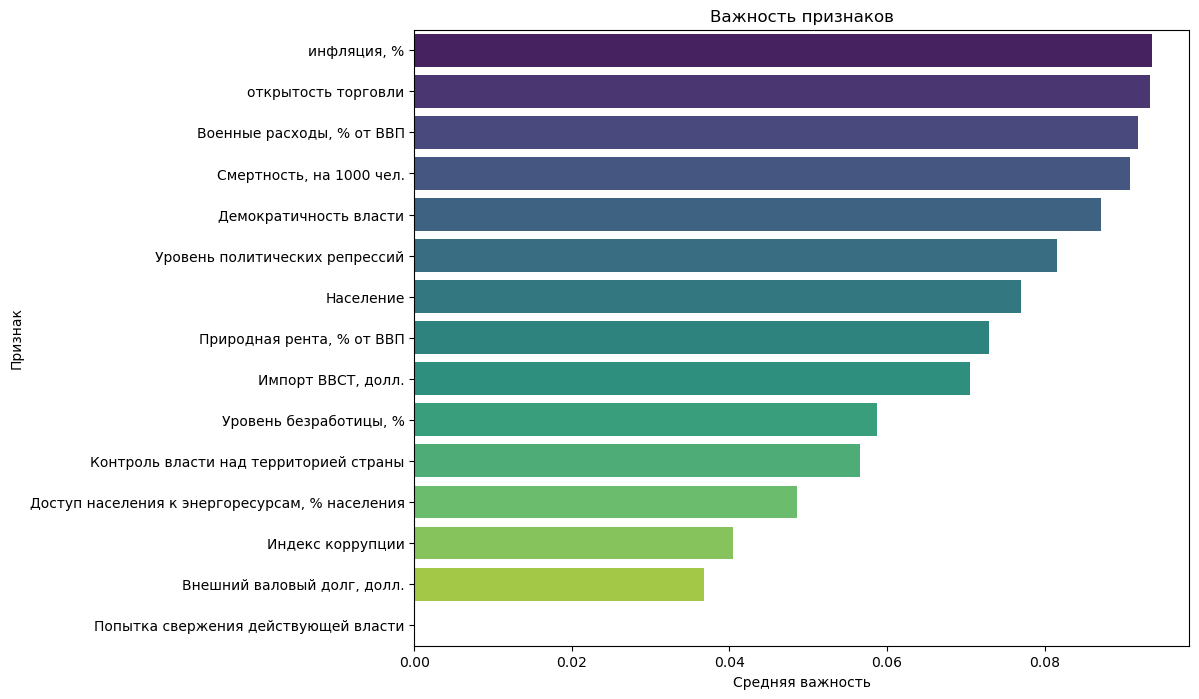 Важность признаков
инфляция, %
открытость торговли
Военные расходы, % от ВВП
Смертность, на 1000 чел.
Демократичность власти
Уровень политических репрессий
Население
Природная рента, % от ВВП
Импорт ВВСТ, долл.
Уровень безработицы, %
Контроль власти над территорией страны
Доступ населения к энергоресурсам, % населения
Индекс коррупции
Внешний валовый долг, долл.
Попытка свержения действующей власти
Признак
0.00 0.02 0.04 0.06 0.08
Средняя важность